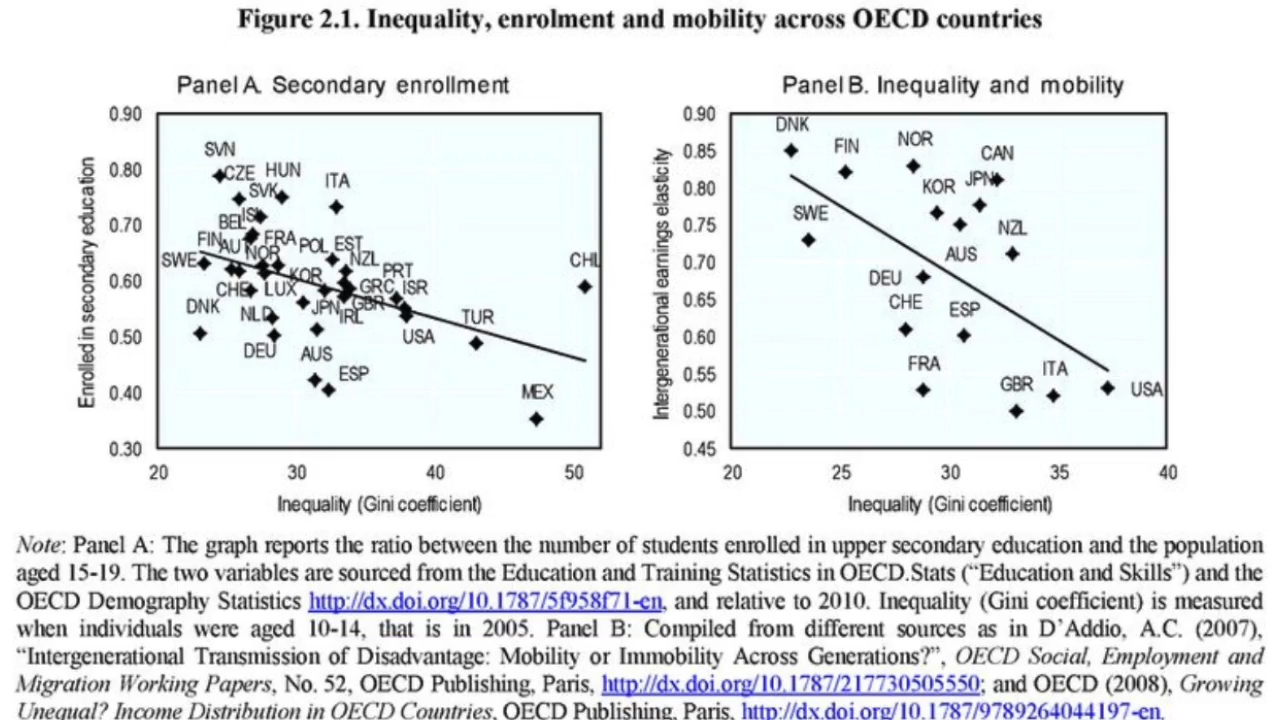 Figure 2.1. Inequality, enrolment and mobility across OECD countries
Panel A. Secondary enrollment
Enrolled in secondary education
0.90
0.80
0.70
0.60
0.50
0.40
0.30
SVN
CZE
HUN
SVK
ITA
ISL
BEL
FIN
AUT
NOR
FRA
POL
EST
NZL
SWE
KOR
PRT
CHL
CHE
LUX
GRC
ISR
DNK
NLD
JPN
GBR
IRL
USA
TUR
DEU
AUS
ESP
MEX
20 30 40 50
Inequality (Gini coefficient)
Panel B. Inequality and mobility
Intergenerational earnings elasticity
0.90
0.85
0.80
0.75
0.70
0.65
0.60
0.55
0.50
0.45
DNK
FIN
NOR
CAN
KOR
JPN
SWE
NZL
AUS
DEU
CHE
ESP
FRA
ITA
GBR
USA
20 25 30 35 40
Inequality (Gini coefficient)
Note: Panel A: The graph reports the ratio between the number of students enrolled in upper secondary education and the population
aged 15-19. The two variables are sourced from the Education and Training Statistics in OECD.Stats (“Education and Skills”) and the
OECD Demography Statistics http://dx.doi.org/10.1787/5f958f71-en, and relative to 2010. Inequality (Gini coefficient) is measured
when individuals were aged 10-14, that is in 2005. Panel B: Compiled from different sources as in D’Addio, A.C. (2007),
“Intergenerational Transmission of Disadvantage: Mobility or Immobility Across Generations?”, OECD Social, Employment and
Migration Working Papers, No. 52, OECD Publishing, Paris, http://dx.doi.org/10.1787/217730505550; and OECD (2008), Growing
Unequal? Income Distribution in OECD Countries, OECD Publishing, Paris, http://dx.doi.org/10.1787/9789264044197-en.